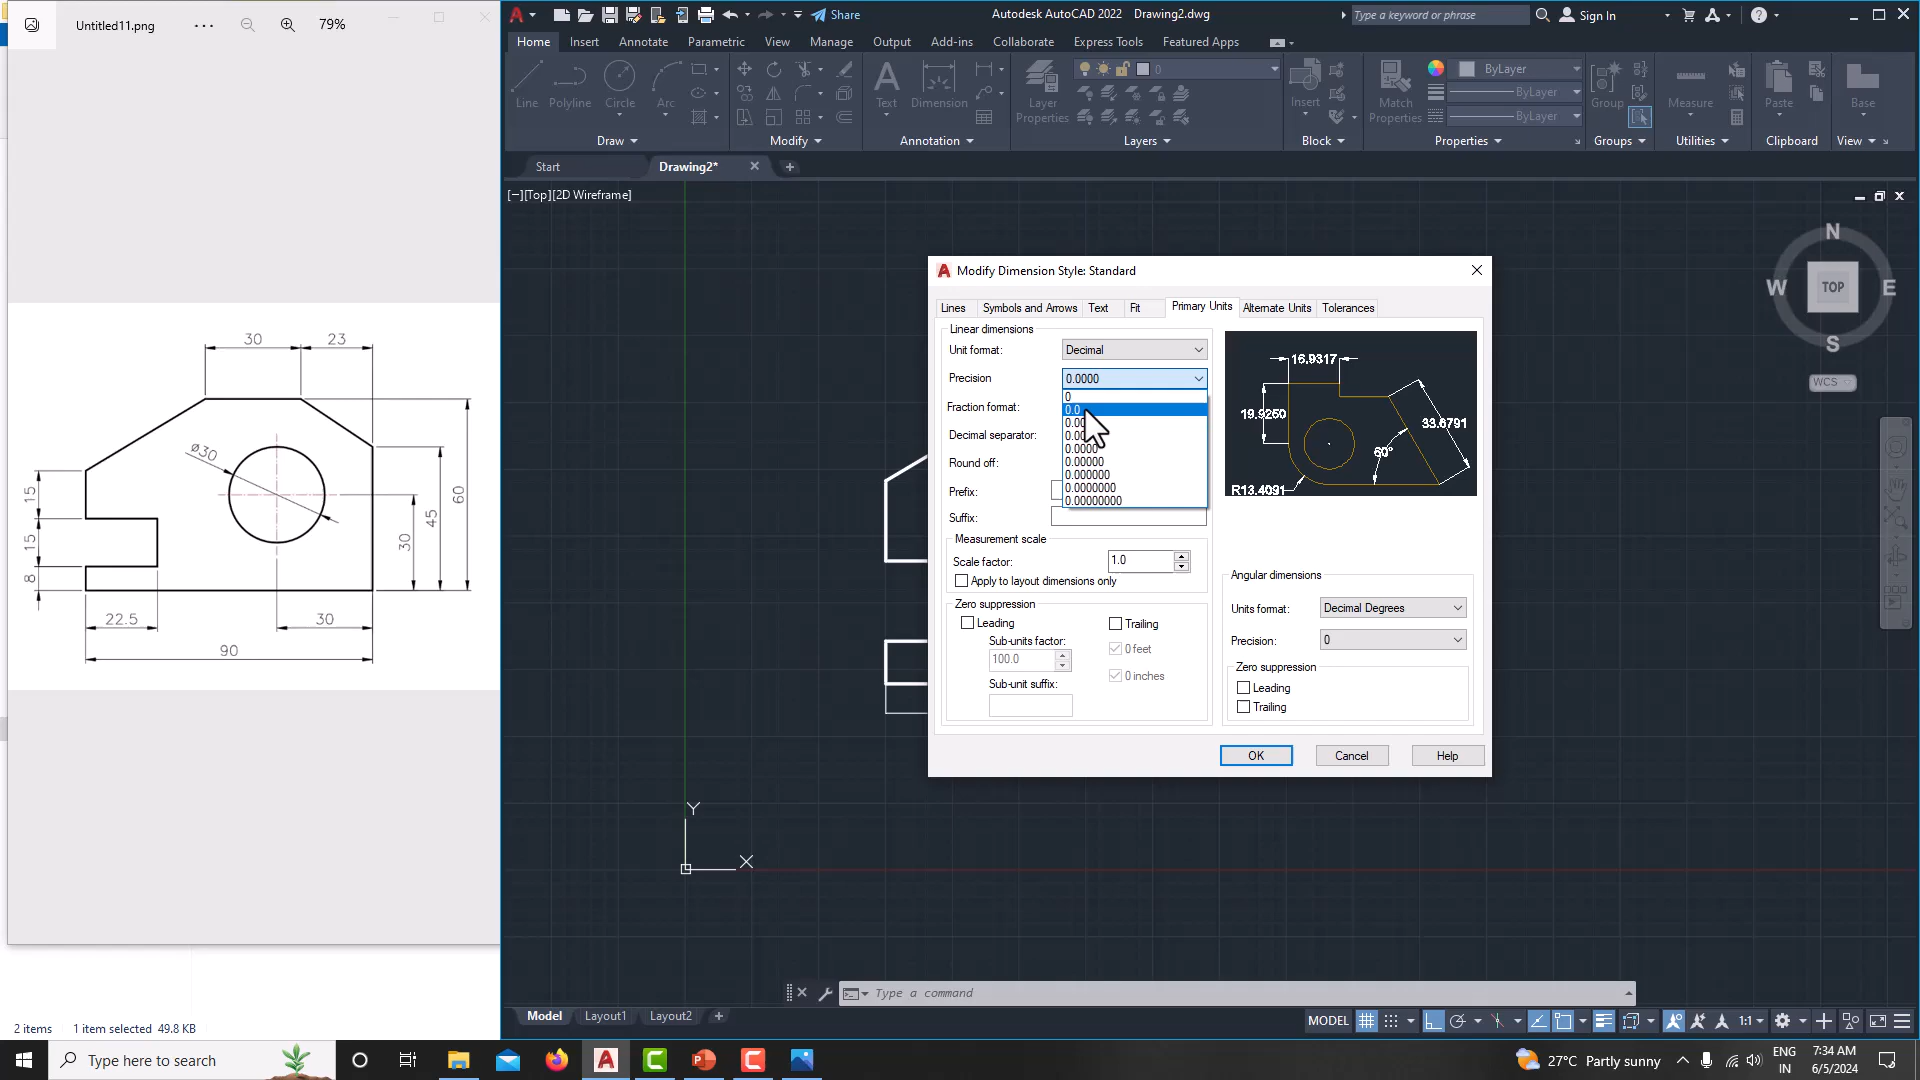 Untitled11.png
79%
30
23
ø30
15
15
8
30
45
60
22.5
30
90
2 items 1 item selected 49.8 KB
Share
Autodesk AutoCAD 2022 Drawing2.dwg
Type a keyword or phrase
Sign In
Home Insert Annotate Parametric View Manage Output Add-ins Collaborate Express Tools Featured Apps
Line Polyline Circle Arc
Draw
Modify
Text Dimension
Annotation
Layer Properties
0
Layers
Insert
Block
Match Properties
ByLayer
ByLayer
ByLayer
Properties
Group
Groups
Measure
Utilities
Paste
Clipboard
Base
View
Start Drawing2*
[−][Top][2D Wireframe]
N
W TOP E
S
WCS
Modify Dimension Style: Standard
Lines Symbols and Arrows Text Fit Primary Units Alternate Units Tolerances
Linear dimensions
Unit format: Decimal
Precision 0.0000
0
0.0
0.0000
0.00000
0.000000
0.0000000
0.00000000
Fraction format:
Decimal separator:
Round off:
Prefix:
Suffix:
Measurement scale
Scale factor: 1.0
Apply to layout dimensions only
Zero suppression
Leading Trailing
Sub-units factor: 0 feet
100.0
0 inches
Sub-unit suffix:
16.9317
19.9250
33.6791
60°
R13.4091
Angular dimensions
Units format: Decimal Degrees
Precision: 0
Zero suppression
Leading
Trailing
OK Cancel Help
Y
X
Type a command
Model Layout1 Layout2
MODEL
1:1
Type here to search
27°C Partly sunny
ENG
IN
7:34 AM
6/5/2024